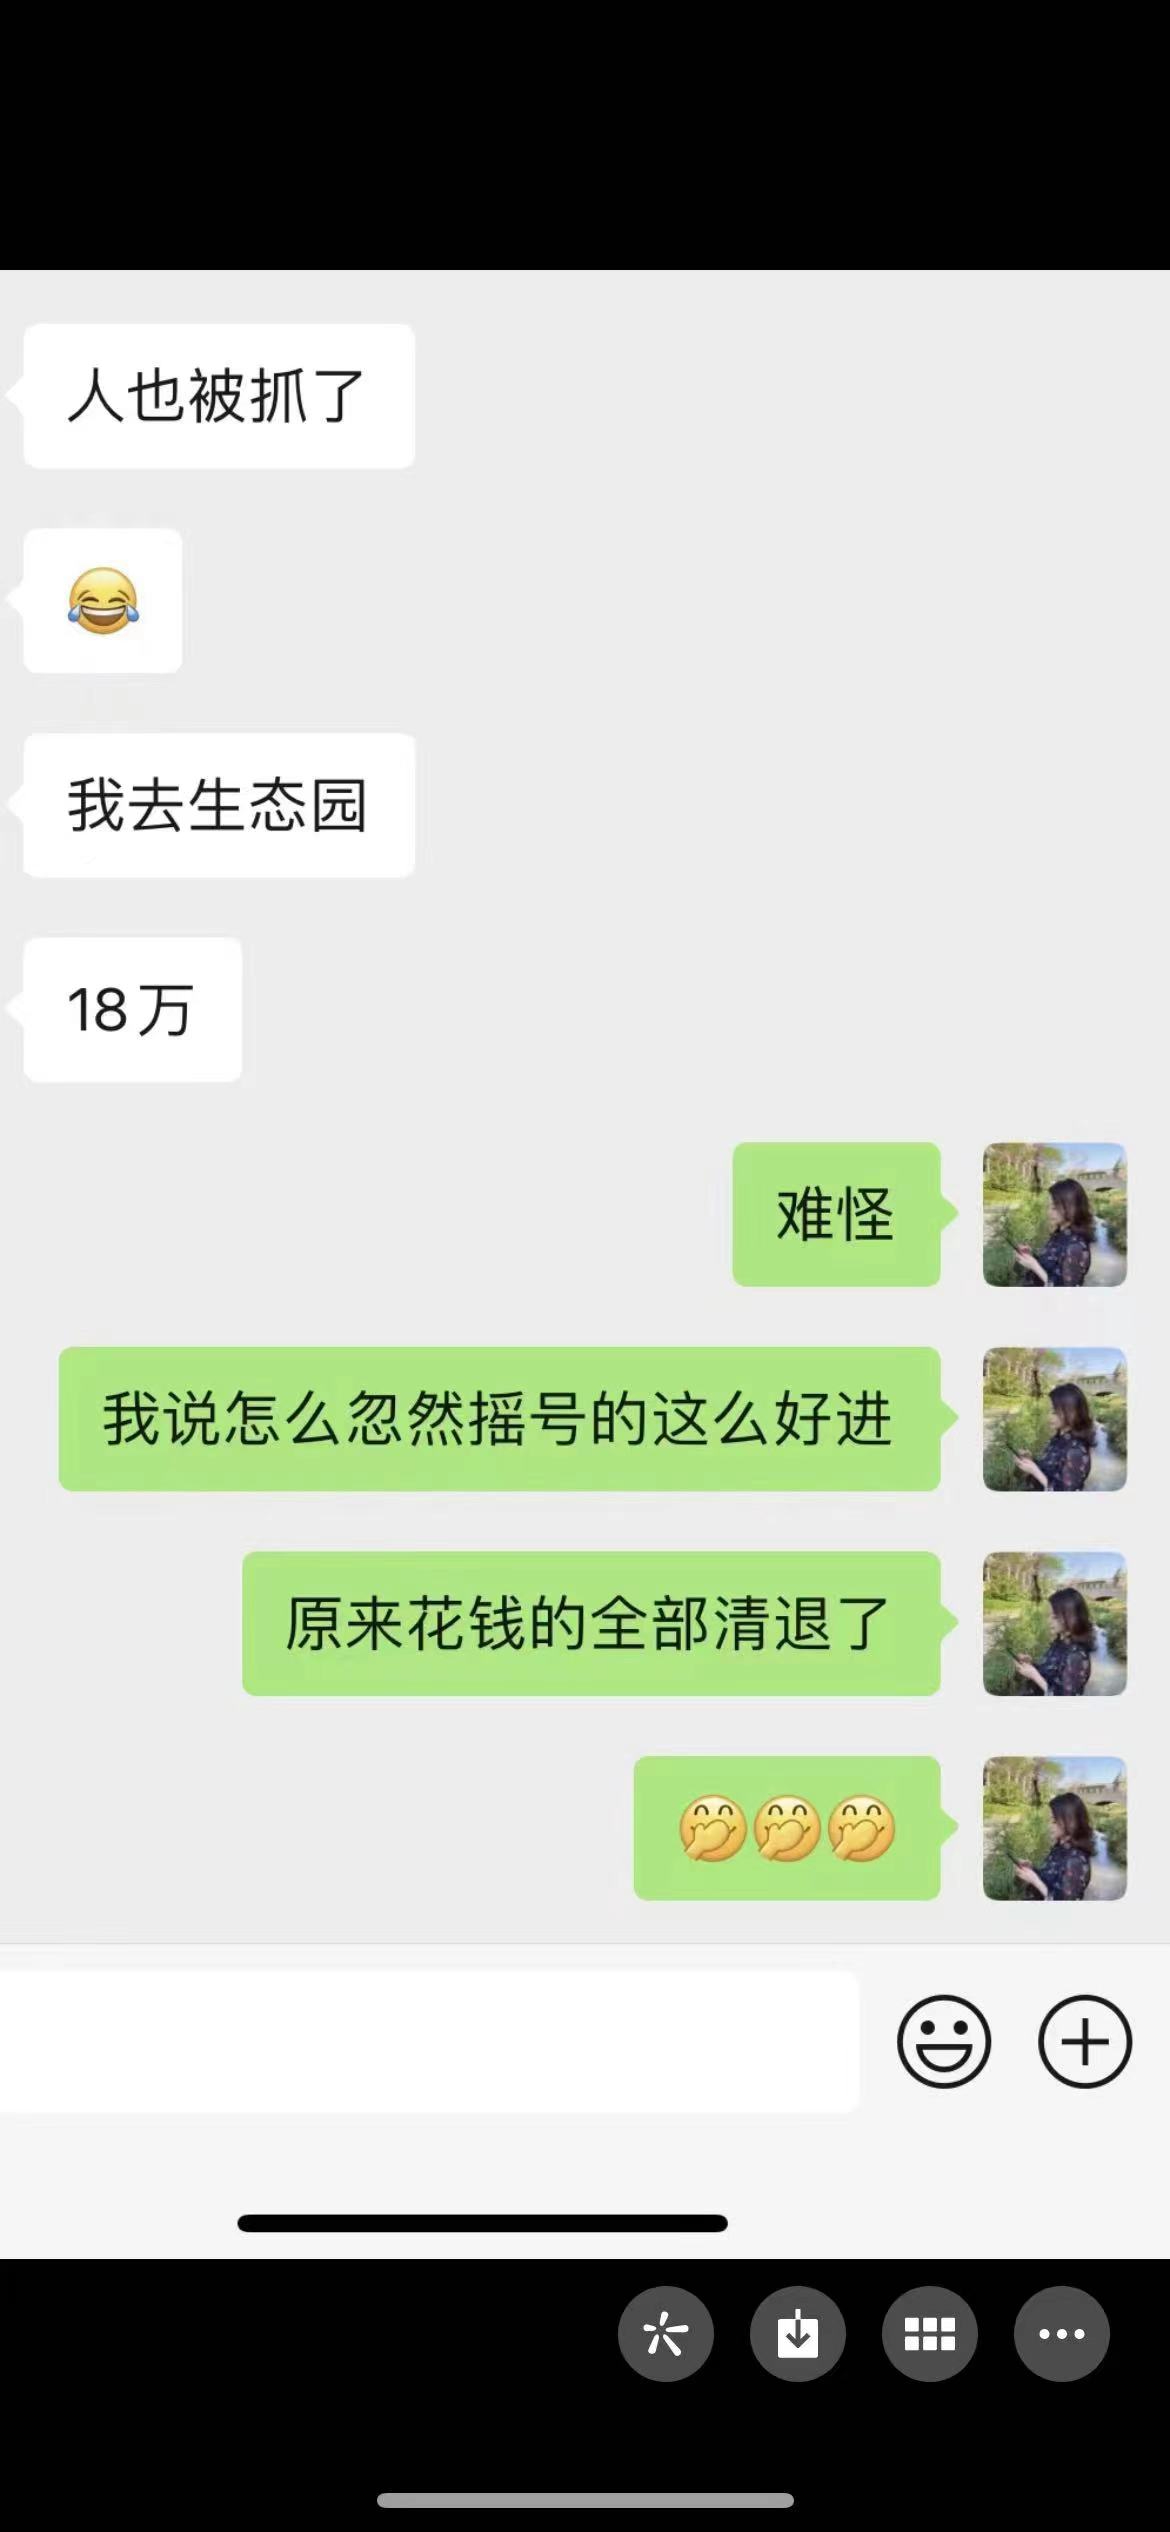 人也被抓了
😂
我去生态园
18万
难怪
我说怎么忽然摇号的这么好进
原来花钱的全部清退了
🤭🤭🤭